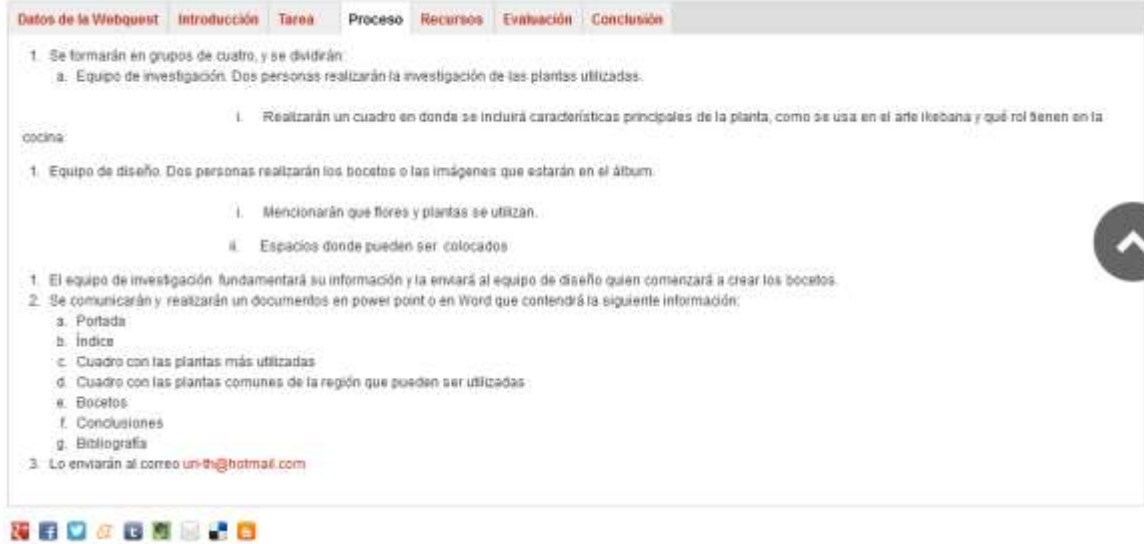 Datos de la Webquest Introducción Tarea Proceso Recursos Evaluación Conclusión
1. Se formarán en grupos de cuatro, y se dividirán:
a. Equipo de investigación. Dos personas realizarán la investigación de las plantas utilizadas.
i. Realizarán un cuadro en donde se incluirá características principales de la planta, como se usa en el arte ikebana y qué rol tienen en la
cocina.
1. Equipo de diseño. Dos personas realizarán los bocetos o las imágenes que estarán en el álbum.
i. Mencionarán que flores y plantas se utilizan.
ii. Espacios donde pueden ser colocados
1. El equipo de investigación fundamentará su información y la enviará al equipo de diseño quien comenzará a crear los bocetos.
2. Se comunicarán y realizarán un documentos en power point o en Word que contendrá la siguiente información:
a. Portada
b. Índice
c. Cuadro con las plantas más utilizadas
d. Cuadro con las plantas comunes de la región que pueden ser utilizadas
e. Bocetos
f. Conclusiones
g. Bibliografía
3. Lo enviarán al correo uri-th@hotmail.com